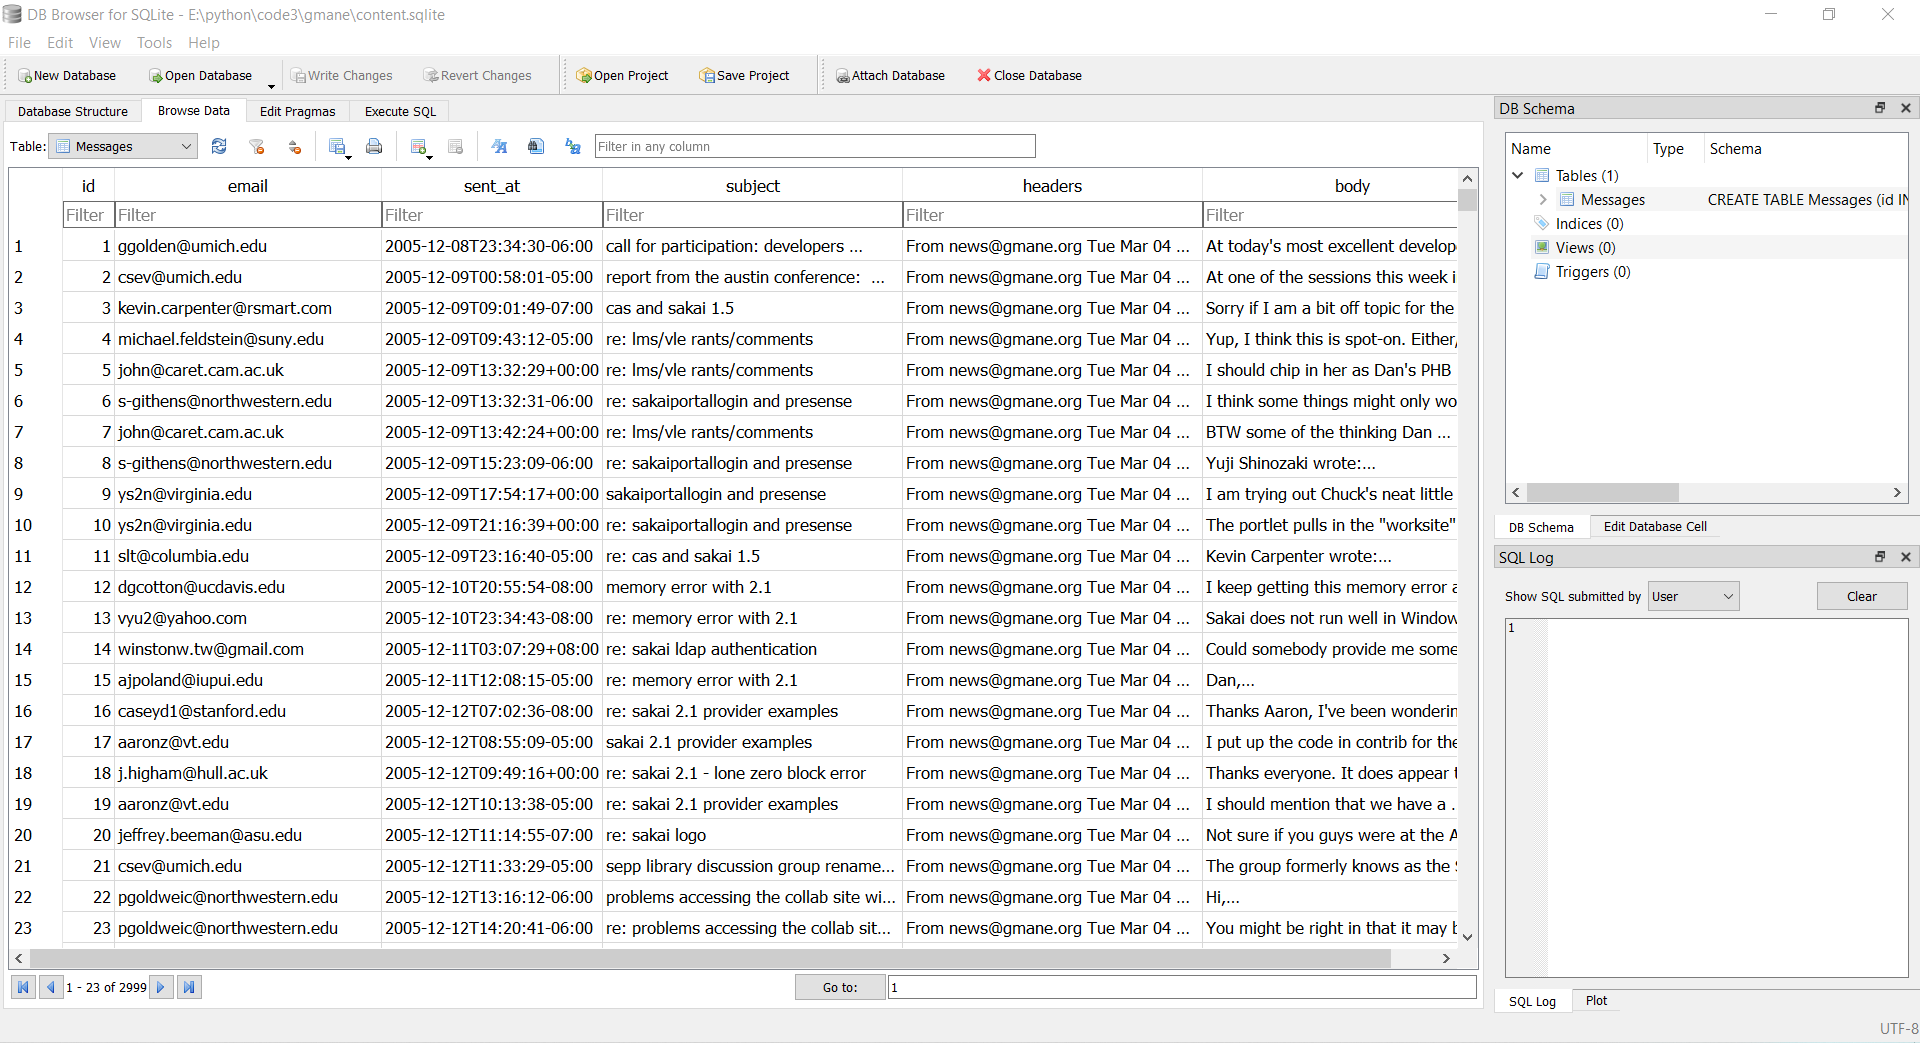 DB Browser for SQLite - E:\python\code3\gmane\content.sqlite
File Edit View Tools Help
New Database Open Database Write Changes Revert Changes Open Project Save Project Attach Database Close Database
Database Structure Browse Data Edit Pragmas Execute SQL
Table: Messages Filter in any column
id email sent_at subject headers body
Filter Filter Filter Filter Filter Filter
1 1 ggolden@umich.edu 2005-12-08T23:34:30-06:00 call for participation: developers ... From news@gmane.org Tue Mar 04 ... At today's most excellent develop
2 2 csev@umich.edu 2005-12-09T00:58:01-05:00 report from the austin conference: ... From news@gmane.org Tue Mar 04 ... At one of the sessions this week i
3 3 kevin.carpenter@rsmart.com 2005-12-09T09:01:49-07:00 cas and sakai 1.5 From news@gmane.org Tue Mar 04 ... Sorry if I am a bit off topic for the
4 4 michael.feldstein@suny.edu 2005-12-09T09:43:12-05:00 re: lms/vle rants/comments From news@gmane.org Tue Mar 04 ... Yup, I think this is spot-on. Either,
5 5 john@caret.cam.ac.uk 2005-12-09T13:32:29+00:00 re: lms/vle rants/comments From news@gmane.org Tue Mar 04 ... I should chip in her as Dan's PHB
6 6 s-githens@northwestern.edu 2005-12-09T13:32:31-06:00 re: sakaiportallogin and presense From news@gmane.org Tue Mar 04 ... I think some things might only wo
7 7 john@caret.cam.ac.uk 2005-12-09T13:42:24+00:00 re: lms/vle rants/comments From news@gmane.org Tue Mar 04 ... BTW some of the thinking Dan ...
8 8 s-githens@northwestern.edu 2005-12-09T15:23:09-06:00 re: sakaiportallogin and presense From news@gmane.org Tue Mar 04 ... Yuji Shinozaki wrote:...
9 9 ys2n@virginia.edu 2005-12-09T17:54:17+00:00 sakaiportallogin and presense From news@gmane.org Tue Mar 04 ... I am trying out Chuck's neat little
10 10 ys2n@virginia.edu 2005-12-09T21:16:39+00:00 re: sakaiportallogin and presense From news@gmane.org Tue Mar 04 ... The portlet pulls in the "worksite"
11 11 slt@columbia.edu 2005-12-09T23:16:40-05:00 re: cas and sakai 1.5 From news@gmane.org Tue Mar 04 ... Kevin Carpenter wrote:...
12 12 dgcotton@ucdavis.edu 2005-12-10T20:55:54-08:00 memory error with 2.1 From news@gmane.org Tue Mar 04 ... I keep getting this memory error a
13 13 vyu2@yahoo.com 2005-12-10T23:34:43-08:00 re: memory error with 2.1 From news@gmane.org Tue Mar 04 ... Sakai does not run well in Window
14 14 winstonw.tw@gmail.com 2005-12-11T03:07:29+08:00 re: sakai ldap authentication From news@gmane.org Tue Mar 04 ... Could somebody provide me some
15 15 ajpoland@iupui.edu 2005-12-11T12:08:15-05:00 re: memory error with 2.1 From news@gmane.org Tue Mar 04 ... Dan,...
16 16 caseyd1@stanford.edu 2005-12-12T07:02:36-08:00 re: sakai 2.1 provider examples From news@gmane.org Tue Mar 04 ... Thanks Aaron, I've been wonderin
17 17 aaronz@vt.edu 2005-12-12T08:55:09-05:00 sakai 2.1 provider examples From news@gmane.org Tue Mar 04 ... I put up the code in contrib for the
18 18 j.higham@hull.ac.uk 2005-12-12T09:49:16+00:00 re: sakai 2.1 - lone zero block error From news@gmane.org Tue Mar 04 ... Thanks everyone. It does appear t
19 19 aaronz@vt.edu 2005-12-12T10:13:38-05:00 re: sakai 2.1 provider examples From news@gmane.org Tue Mar 04 ... I should mention that we have a .
20 20 jeffrey.beeman@asu.edu 2005-12-12T11:14:55-07:00 re: sakai logo From news@gmane.org Tue Mar 04 ... Not sure if you guys were at the A
21 21 csev@umich.edu 2005-12-12T11:33:29-05:00 sepp library discussion group rename... From news@gmane.org Tue Mar 04 ... The group formerly knows as the S
22 22 pgoldweic@northwestern.edu 2005-12-12T13:16:12-06:00 problems accessing the collab site wi... From news@gmane.org Tue Mar 04 ... Hi,...
23 23 pgoldweic@northwestern.edu 2005-12-12T14:20:41-06:00 re: problems accessing the collab sit... From news@gmane.org Tue Mar 04 ... You might be right in that it may b
1 - 23 of 2999 Go to: 1
DB Schema
Name Type Schema
Tables (1)
Messages CREATE TABLE Messages (id IN
Indices (0)
Views (0)
Triggers (0)
DB Schema Edit Database Cell
SQL Log
Show SQL submitted by User Clear
1
SQL Log Plot
UTF-8